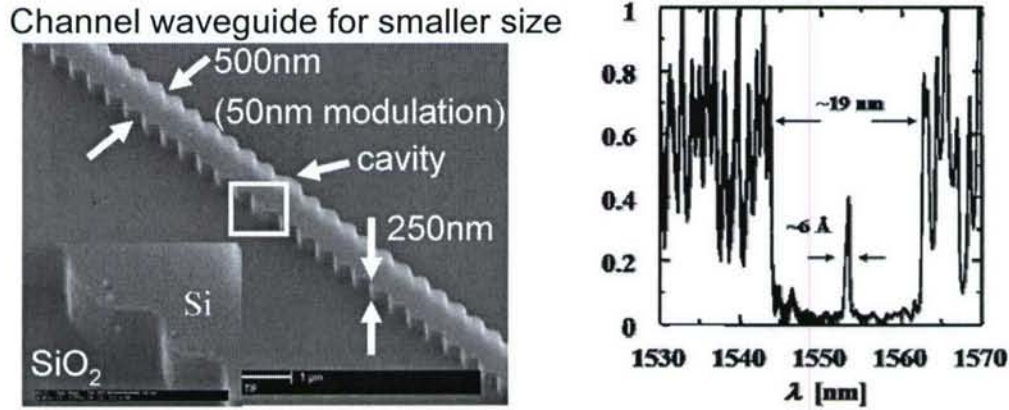 Channel waveguide for smaller size
500nm
(50nm modulation)
cavity
250nm
Si
SiO2
1 μm
1
0.8
0.6
0.4
0.2
0
~19 nm
~6 Å
1530 1540 1550 1560 1570
λ [nm]